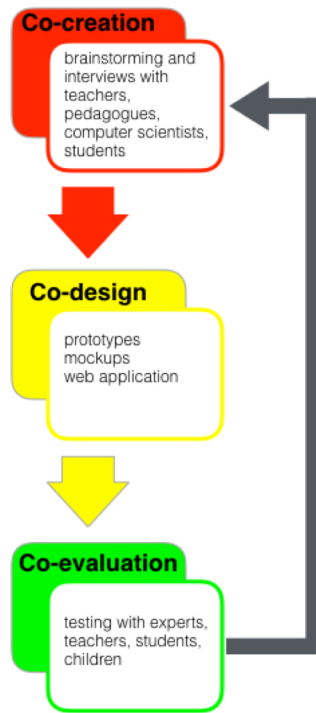 Co-creation
brainstorming and
interviews with
teachers,
pedagogues,
computer scientists,
students
Co-design
prototypes
mockups
web application
Co-evaluation
testing with experts,
teachers, students,
children